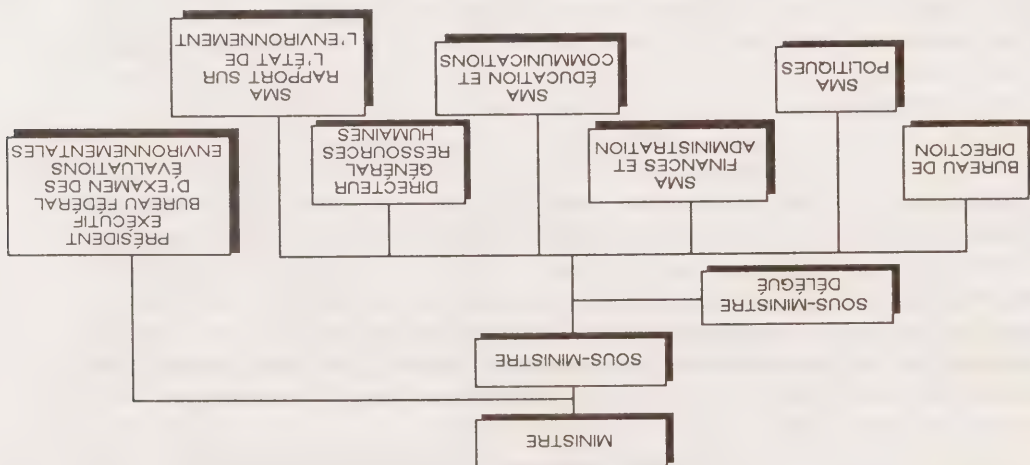 MINISTRE
SOUS-MINISTRE
SOUS-MINISTRE
DÉLÉGUÉ
BUREAU DE
DIRECTION
SMA
POLITIQUES
SMA
FINANCES ET
ADMINISTRATION
SMA
ÉDUCATION ET
COMMUNICATIONS
DIRECTEUR
GÉNÉRAL
RESSOURCES
HUMAINES
SMA
RAPPORT SUR
L'ÉTAT DE
L'ENVIRONNEMENT
PRÉSIDENT
EXÉCUTIF
BUREAU FÉDÉRAL
D'EXAMEN DES
ÉVALUATIONS
ENVIRONNEMENTALES